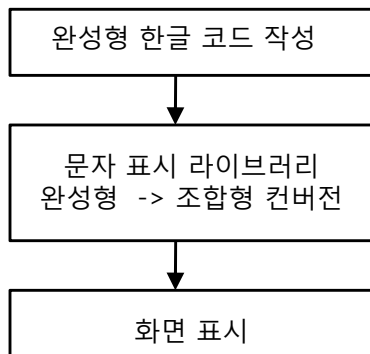 완성형 한글 코드 작성
문자 표시 라이브러리
완성형 -> 조합형 컨버전
화면 표시